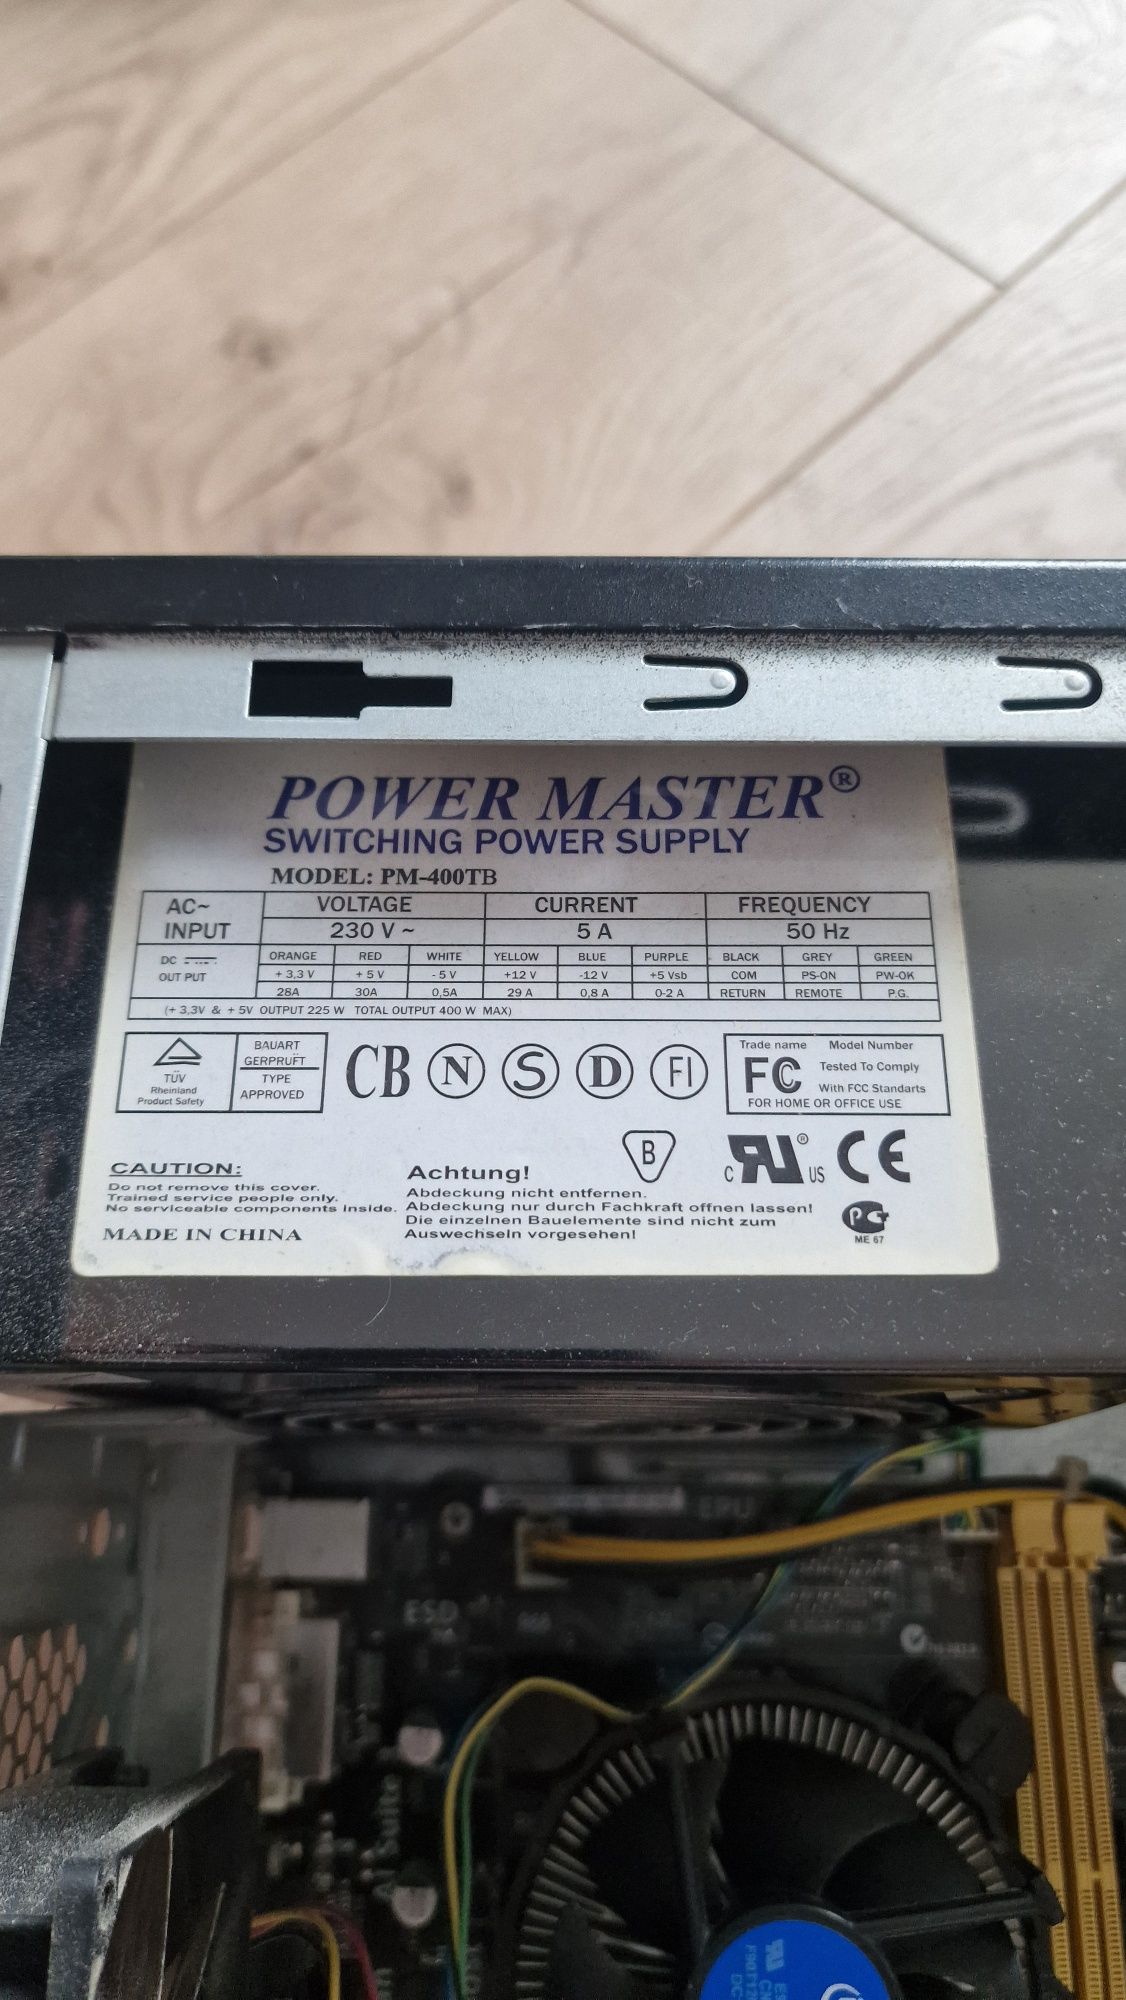 POWER MASTER®
SWITCHING POWER SUPPLY
MODEL: PM-400TB
AC~ INPUT VOLTAGE CURRENT FREQUENCY
230 V ~ 5 A 50 Hz
DC OUT PUT ORANGE RED WHITE YELLOW BLUE PURPLE BLACK GREY GREEN
+ 3,3 V + 5 V - 5 V +12 V -12 V +5 Vsb COM PS-ON PW-OK
28A 30A 0,5A 29 A 0,8 A 0-2 A RETURN REMOTE P.G.
(+ 3,3V & + 5V OUTPUT 225 W TOTAL OUTPUT 400 W MAX)
TÜV
Rheinland
Product Safety
BAUART
GERPRUFT
TYPE
APPROVED
CB N S D FI
Trade name Model Number
FC Tested To Comply
With FCC Standarts
FOR HOME OR OFFICE USE
B
c RU ® US CE
PG
ME 67
CAUTION:
Do not remove this cover.
Trained service people only.
No serviceable components inside.
MADE IN CHINA
Achtung!
Abdeckung nicht entfernen.
Abdeckung nur durch Fachkraft offnen lassen!
Die einzelnen Bauelemente sind nicht zum
Auswechseln vorgesehen!
EPU
ESD
AI Suite